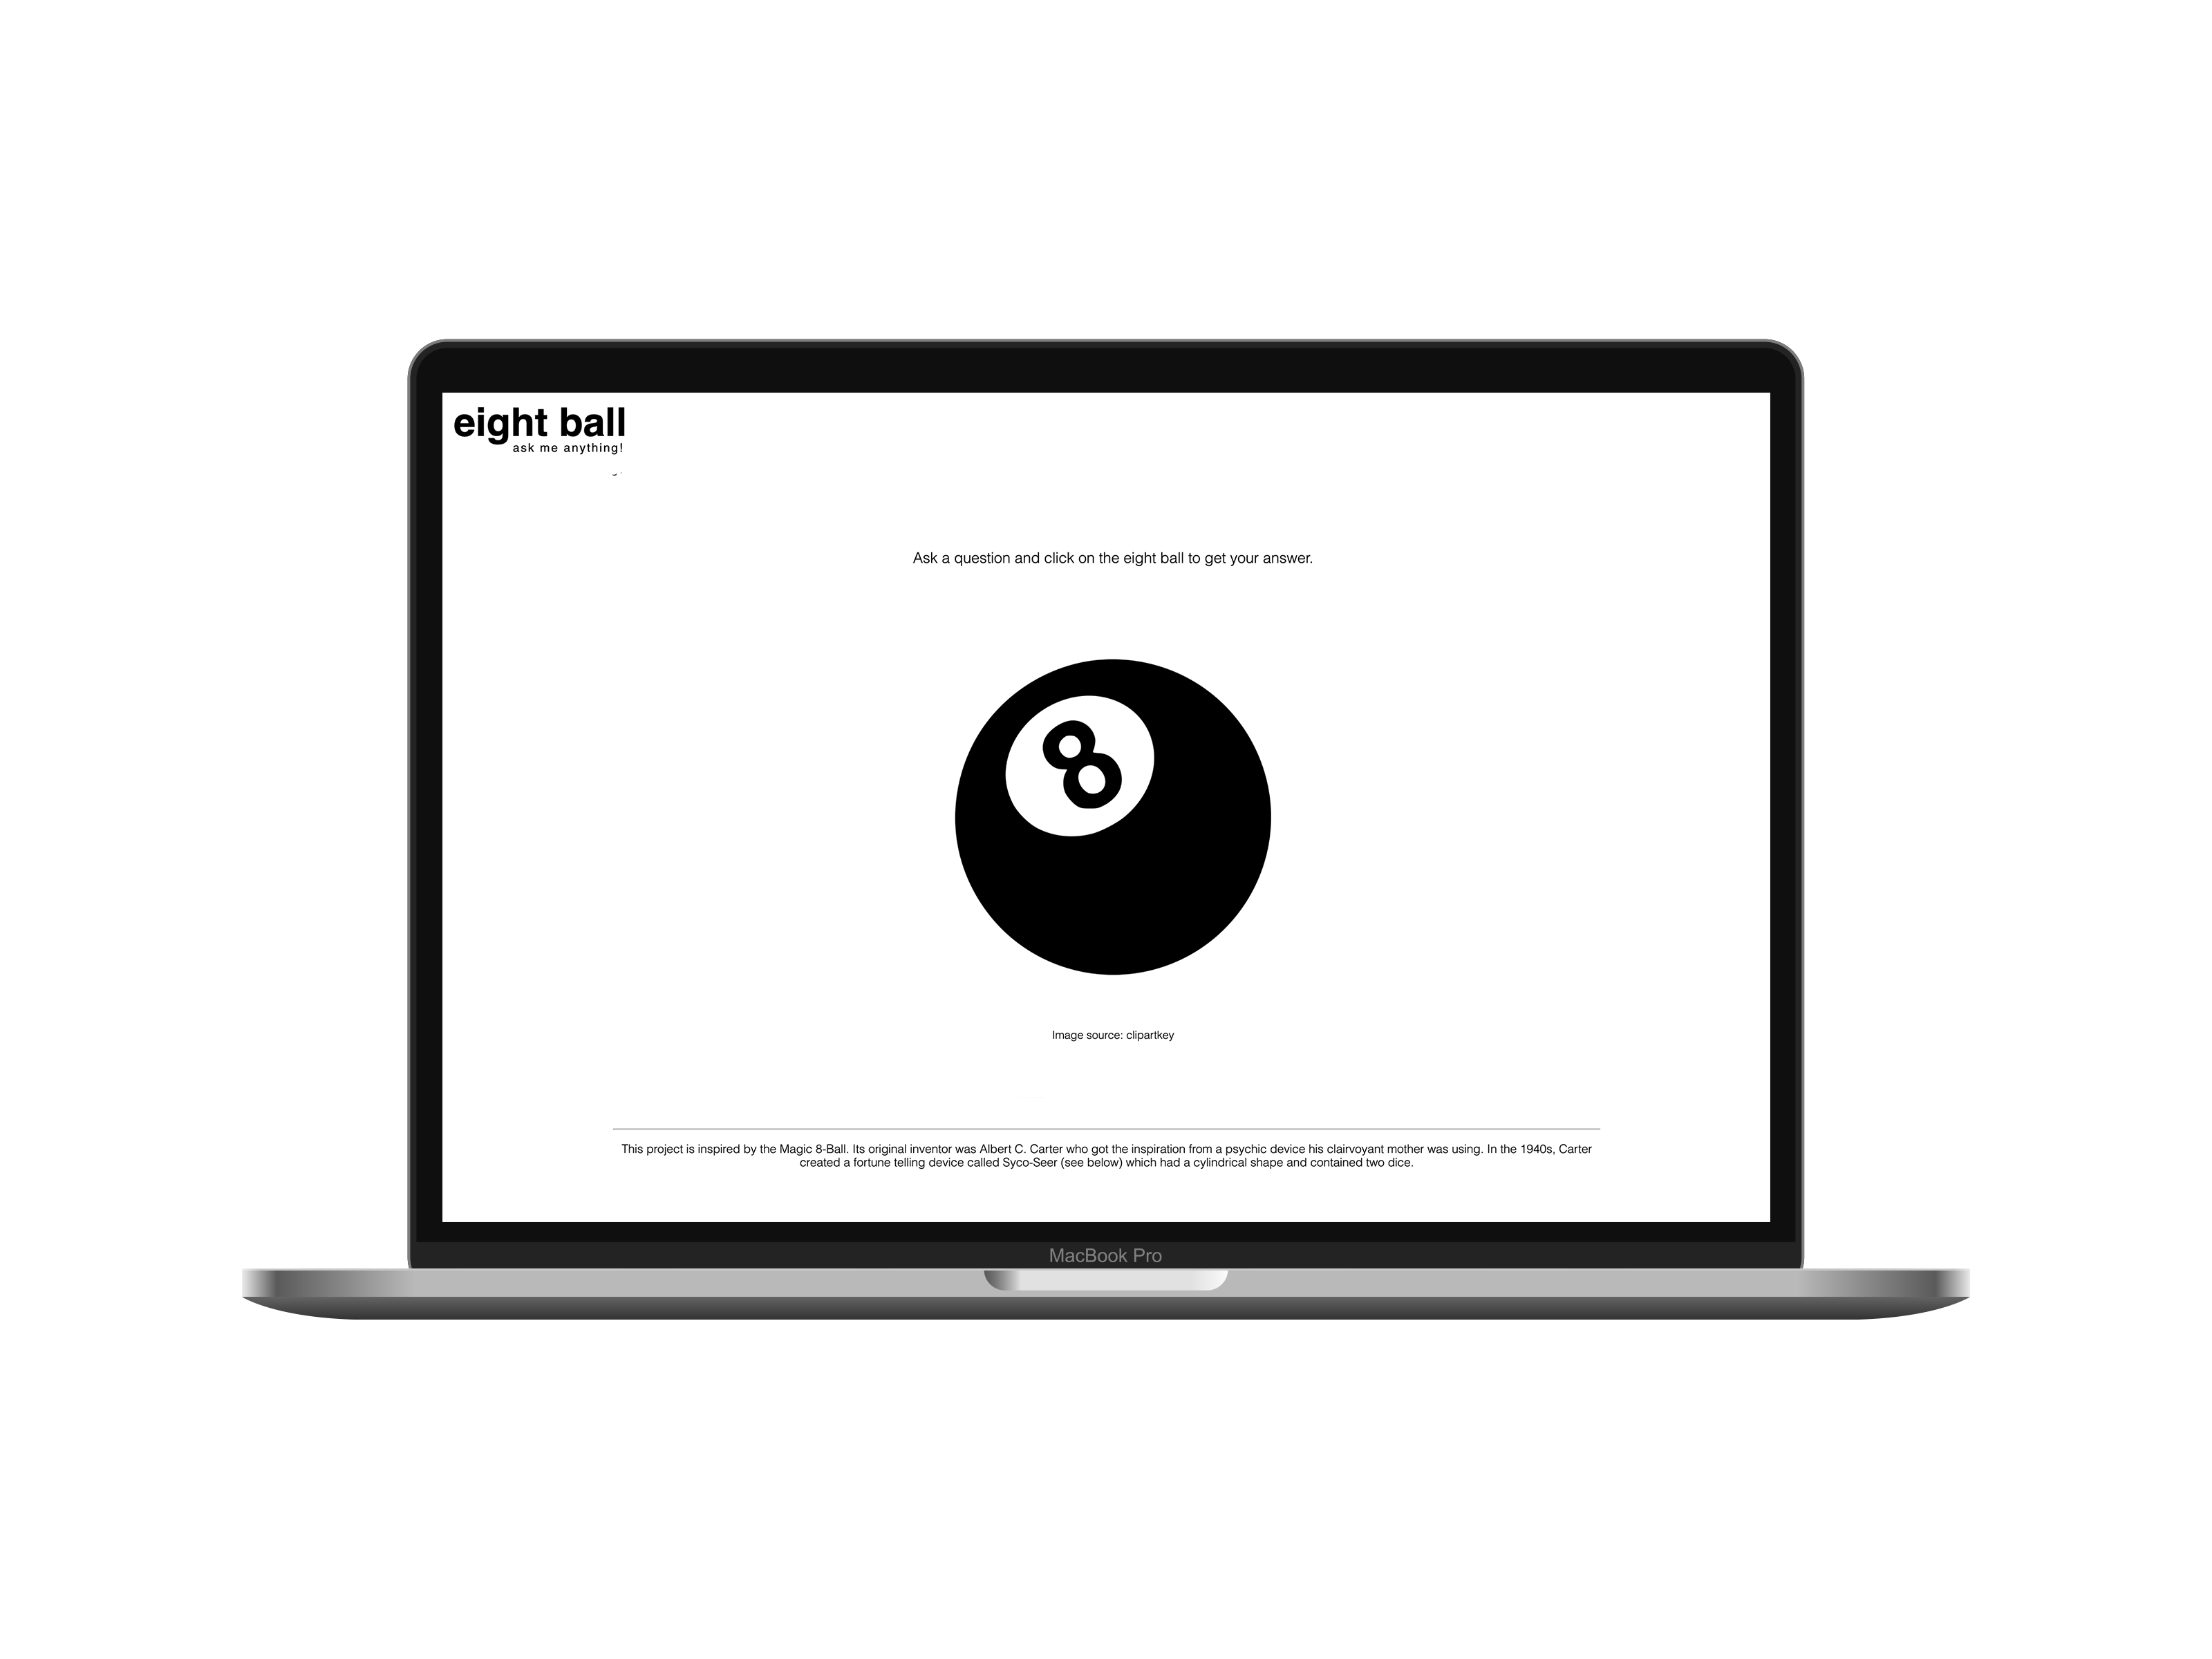 eight ball
ask me anything!
Ask a question and click on the eight ball to get your answer.
8
Image source: clipartkey
This project is inspired by the Magic 8-Ball. Its original inventor was Albert C. Carter who got the inspiration from a psychic device his clairvoyant mother was using. In the 1940s, Carter
created a fortune telling device called Syco-Seer (see below) which had a cylindrical shape and contained two dice.
MacBook Pro